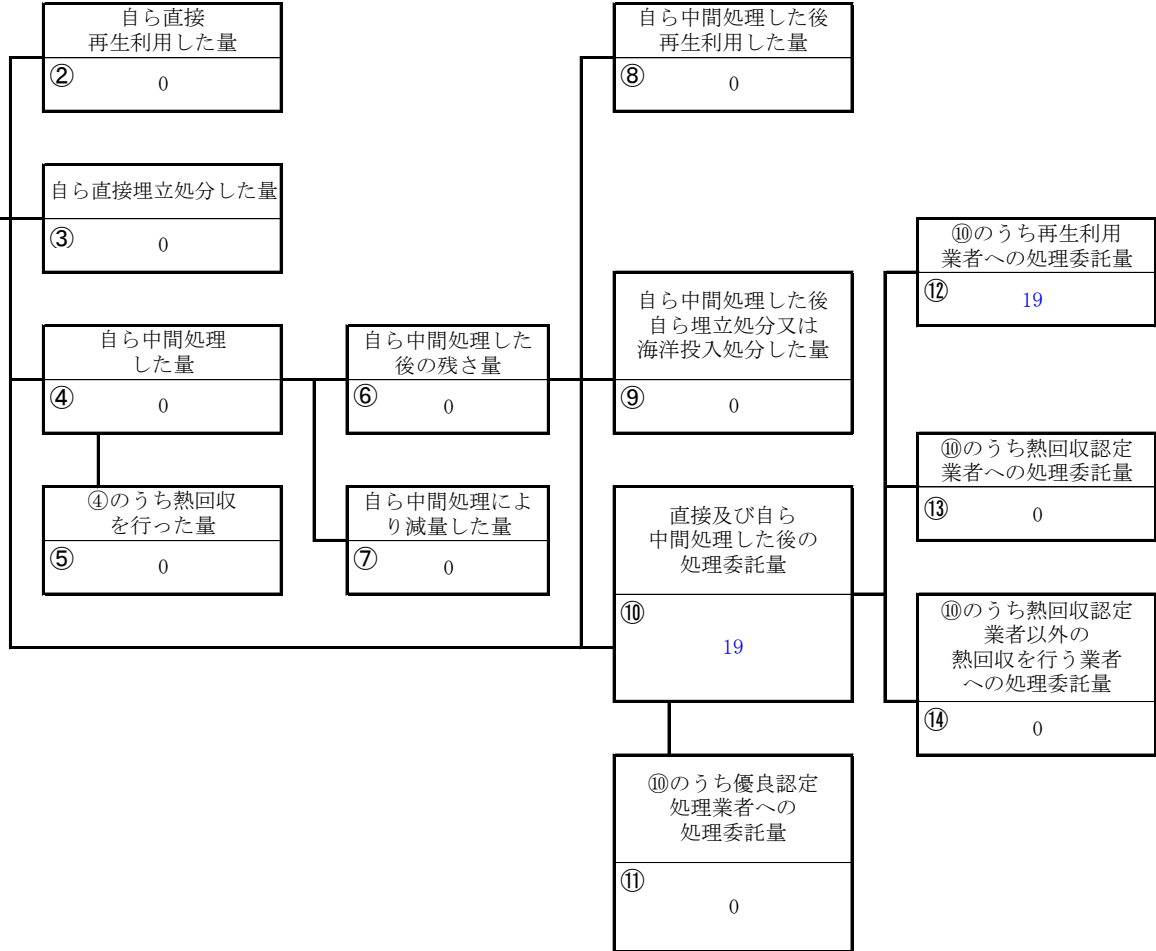 自ら直接
再生利用した量
②
0
自ら中間処理した後
再生利用した量
⑧
0
自ら直接埋立処分した量
③
0
自ら中間処理
した量
④
0
④のうち熱回収
を行った量
⑤
0
自ら中間処理した
後の残さ量
⑥
0
自ら中間処理によ
り減量した量
⑦
0
自ら中間処理した後
自ら埋立処分又は
海洋投入処分した量
⑨
0
直接及び自ら
中間処理した後の
処理委託量
⑩
19
⑩のうち優良認定
処理業者への
処理委託量
⑪
0
⑩のうち再生利用
業者への処理委託量
⑫
19
⑩のうち熱回収認定
業者への処理委託量
⑬
0
⑩のうち熱回収認定
業者以外の
熱回収を行う業者
への処理委託量
⑭
0